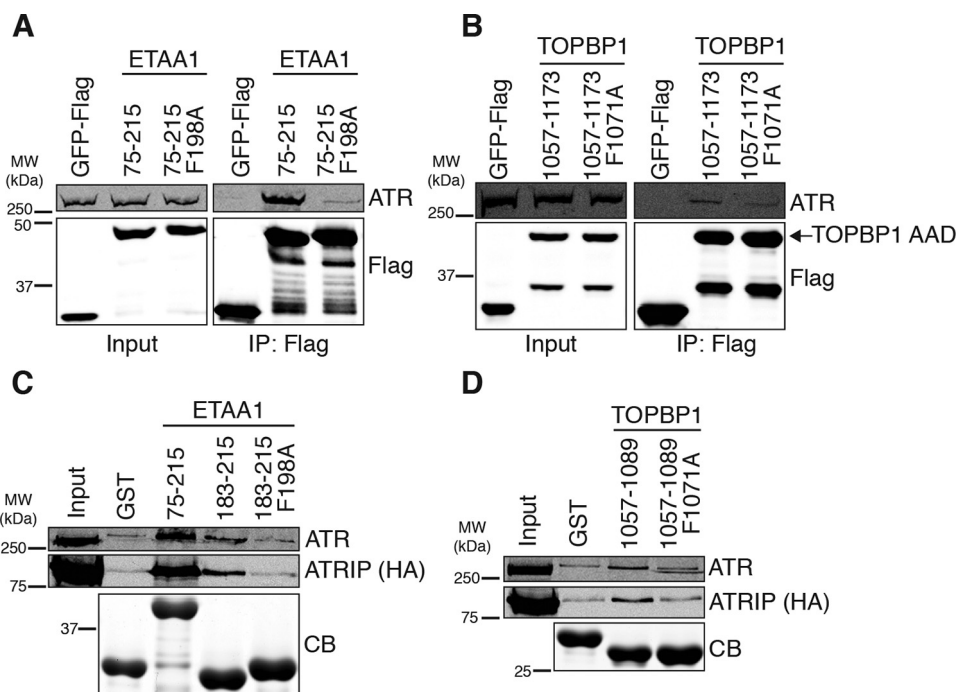 A
ETAA1
ETAA1
GFP-Flag
75-215
75-215
F198A
GFP-Flag
75-215
75-215
F198A
MW
(kDa)
250
ATR
50
37
Flag
Input
IP: Flag
B
TOPBP1
TOPBP1
GFP-Flag
1057-1173
1057-1173
F1071A
GFP-Flag
1057-1173
1057-1173
F1071A
MW
(kDa)
250
ATR
TOPBP1 AAD
37
Flag
Input
IP: Flag
C
ETAA1
Input
GST
75-215
183-215
183-215
F198A
MW
(kDa)
250
ATR
75
ATRIP (HA)
37
CB
D
TOPBP1
Input
GST
1057-1089
1057-1089
F1071A
MW
(kDa)
250
ATR
75
ATRIP (HA)
CB
25